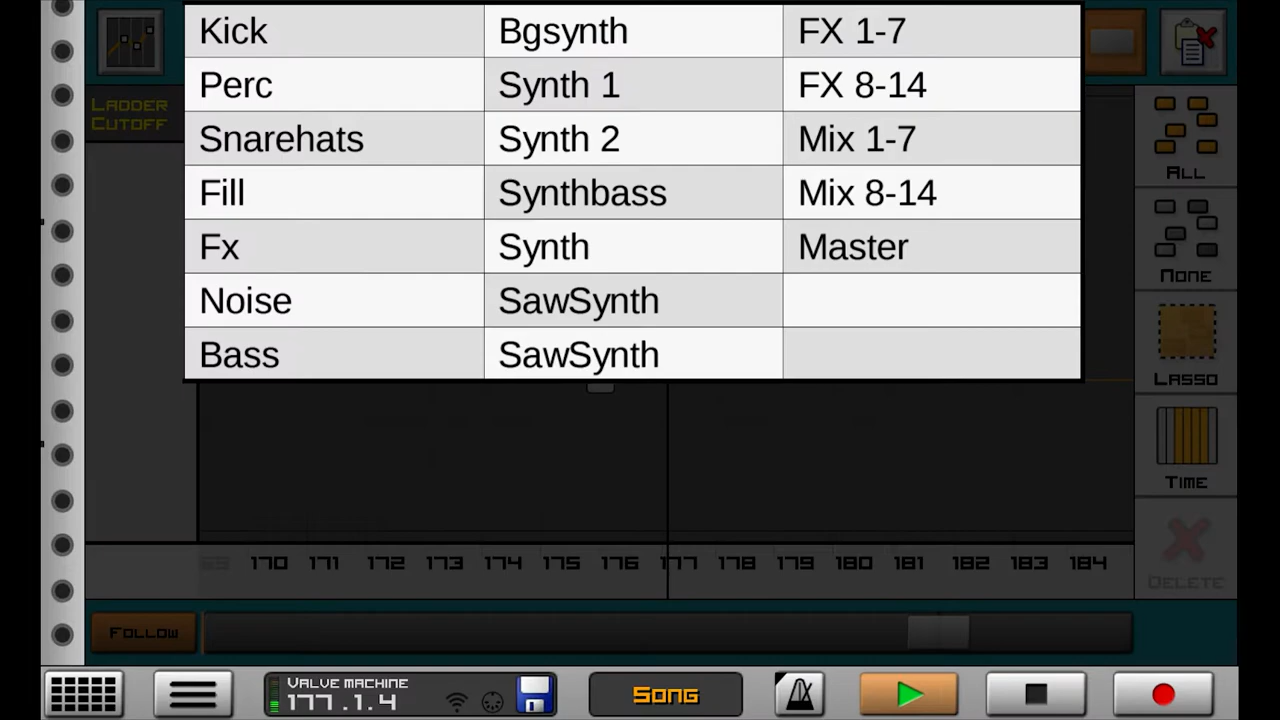 Kick Bgsynth FX 1-7
Perc Synth 1 FX 8-14
Snarehats Synth 2 Mix 1-7
Fill Synthbass Mix 8-14
Fx Synth Master
Noise SawSynth
Bass SawSynth
LADDER
CUTOFF
ALL
NONE
LASSO
TIME
DELETE
170 171 172 173 174 175 176 177 178 179 180 181 182 183 184
FOLLOW
VALVE MACHINE
177 .1.4
SONG